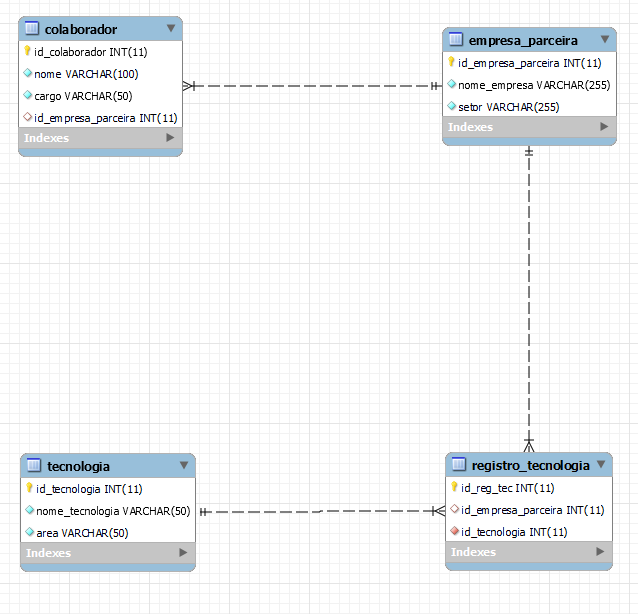 colaborador
id_colaborador INT(11)
nome VARCHAR(100)
cargo VARCHAR(50)
id_empresa_parceira INT(11)
Indexes
empresa_parceira
id_empresa_parceira INT(11)
nome_empresa VARCHAR(255)
setor VARCHAR(255)
Indexes
tecnologia
id_tecnologia INT(11)
nome_tecnologia VARCHAR(50)
area VARCHAR(50)
Indexes
registro_tecnologia
id_reg_tec INT(11)
id_empresa_parceira INT(11)
id_tecnologia INT(11)
Indexes